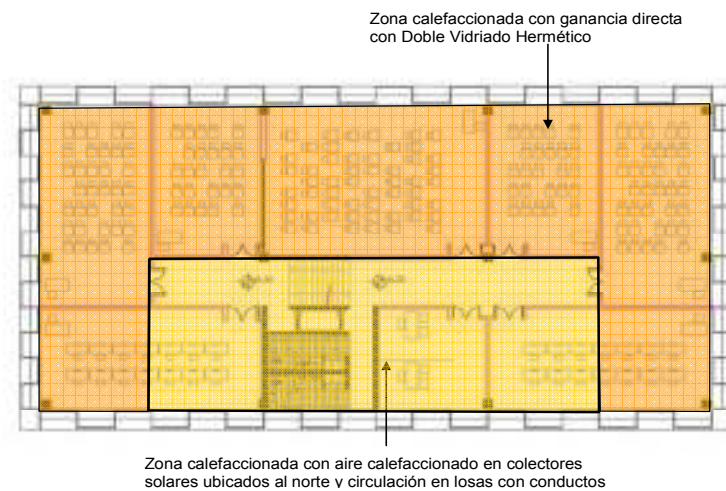 Zona calefaccionada con ganancia directa
con Doble Vidriado Hermético
Zona calefaccionada con aire calefaccionado en colectores
solares ubicados al norte y circulación en losas con conductos